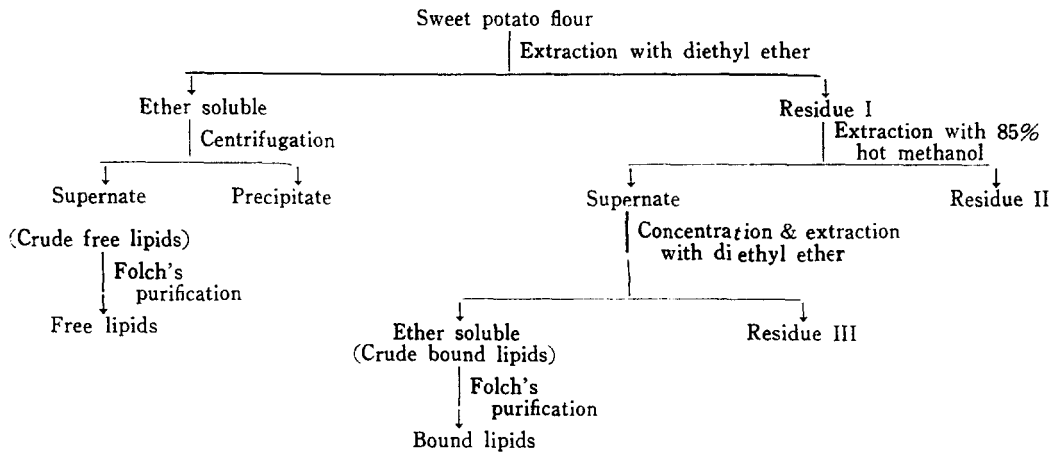 Sweet potato flour
Extraction with diethyl ether
Ether soluble
Residue I
Centrifugation
Extraction with 85%
hot methanol
Supernate
Precipitate
Supernate
Residue II
(Crude free lipids)
Concentration & extraction
with diethyl ether
Folch's
purification
Free lipids
Ether soluble
Residue III
(Crude bound lipids)
Folch's
purification
Bound lipids